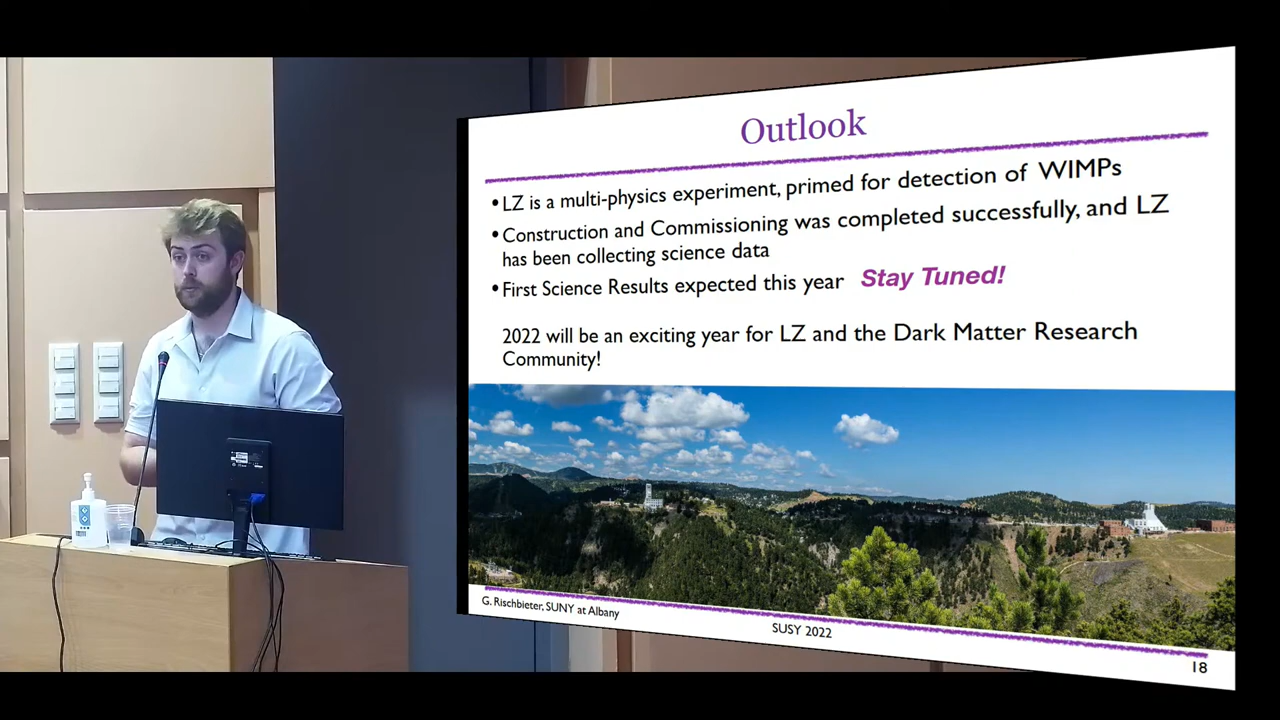 Outlook
•LZ is a multi-physics experiment, primed for detection of WIMPs
•Construction and Commissioning was completed successfully, and LZ
has been collecting science data
•First Science Results expected this year Stay Tuned!
2022 will be an exciting year for LZ and the Dark Matter Research
Community!
G. Rischbieter, SUNY at Albany
SUSY 2022
18